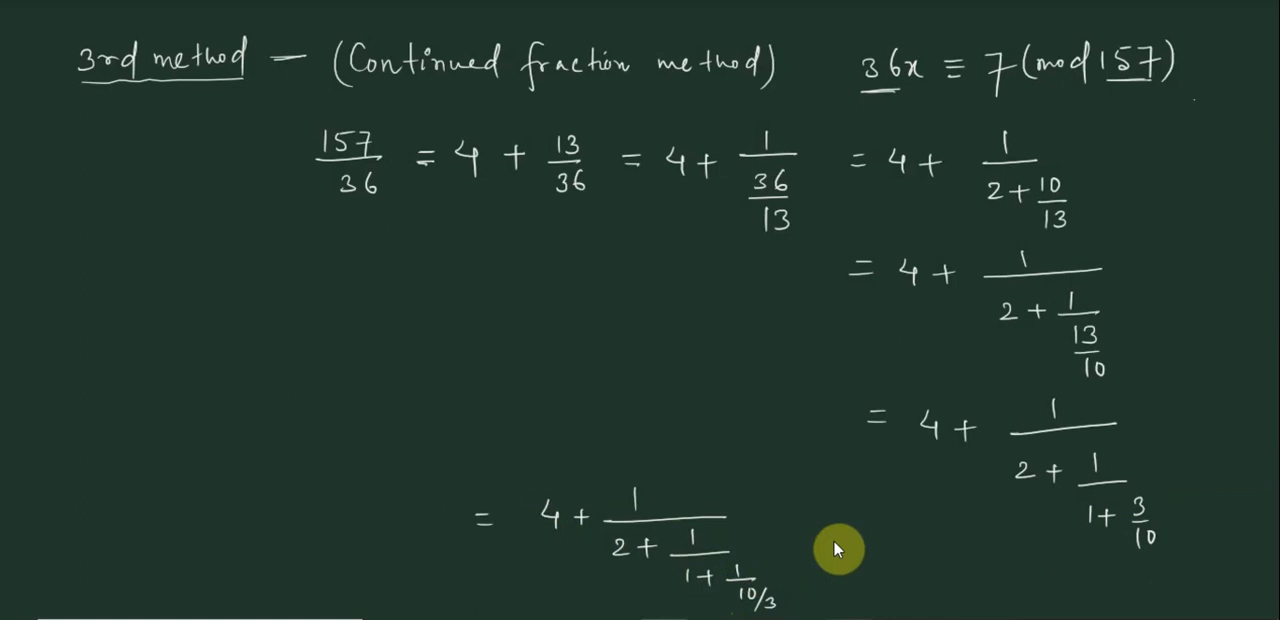 3rd method — (Continued fraction method) 36x ≡ 7 (mod 157)
157/36 = 4 + 13/36 = 4 + 1/(36/13) = 4 + 1/(2 + 10/13)
= 4 + 1/(2 + 1/(13/10))
= 4 + 1/(2 + 1/(1 + 3/10))
= 4 + 1/(2 + 1/(1 + 1/(10/3)))